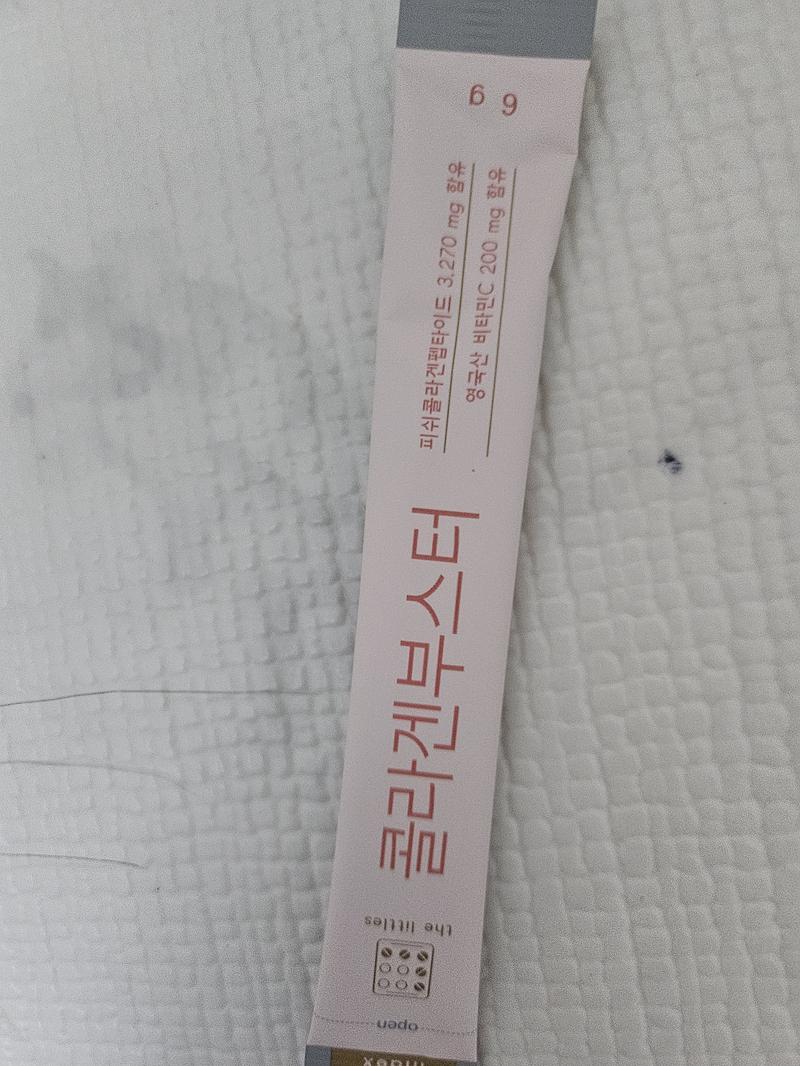 index
open
the littles
콜라겐부스터
피쉬콜라겐펩타이드 3,270 mg 함유
영국산 비타민C 200 mg 함유
6 g